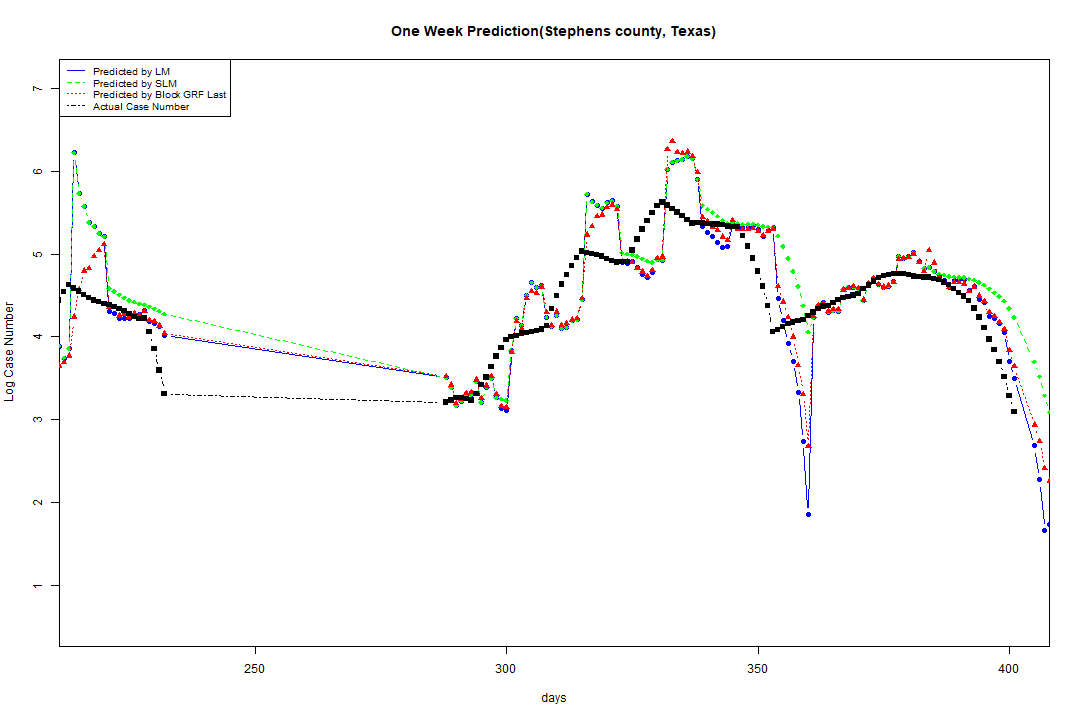 One Week Prediction(Stephens county, Texas)
Predicted by LM
Predicted by SLM
Predicted by Block GRF Last
Actual Case Number
7
6
5
4
3
2
1
Log Case Number
250
300
350
400
days